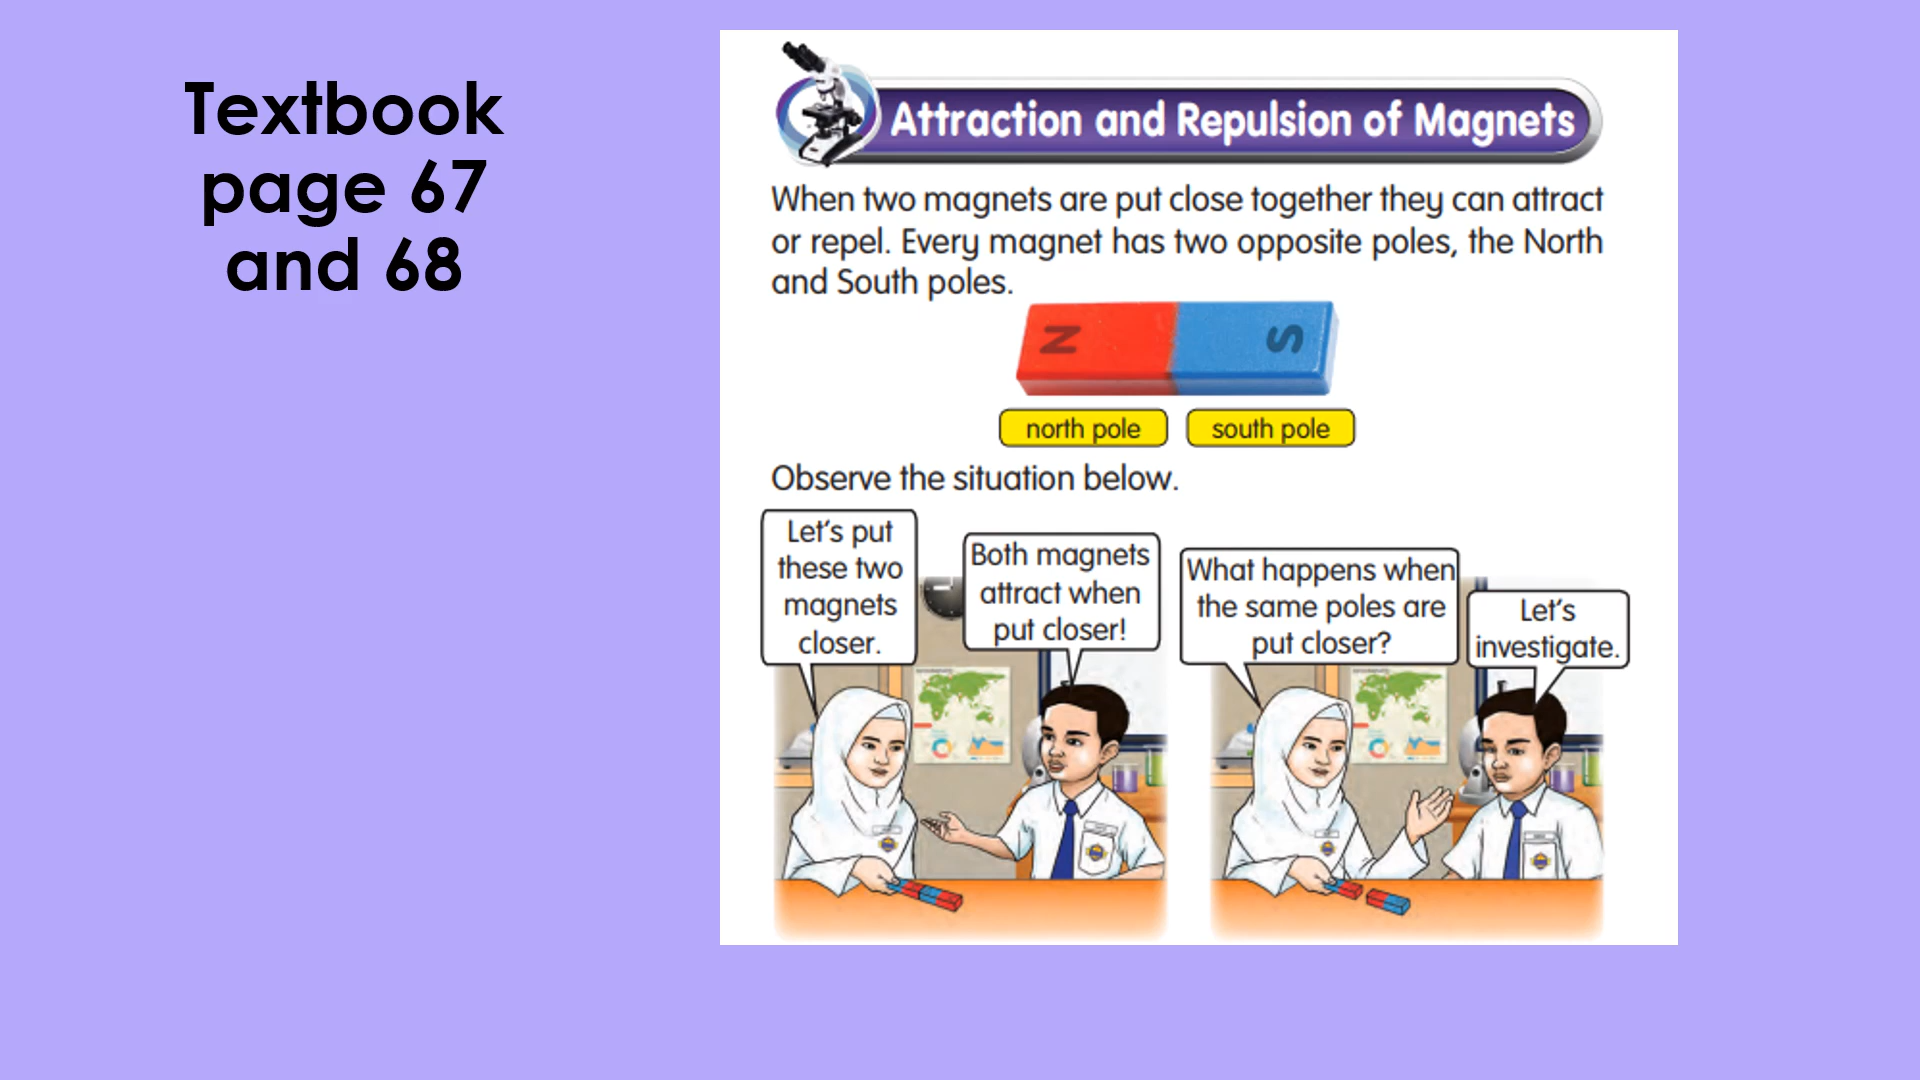 Textbook
page 67
and 68
Attraction and Repulsion of Magnets
When two magnets are put close together they can attract
or repel. Every magnet has two opposite poles, the North
and South poles.
N
S
north pole
south pole
Observe the situation below.
Let's put
these two
magnets
closer.
Both magnets
attract when
put closer!
What happens when
the same poles are
put closer?
Let's
investigate.